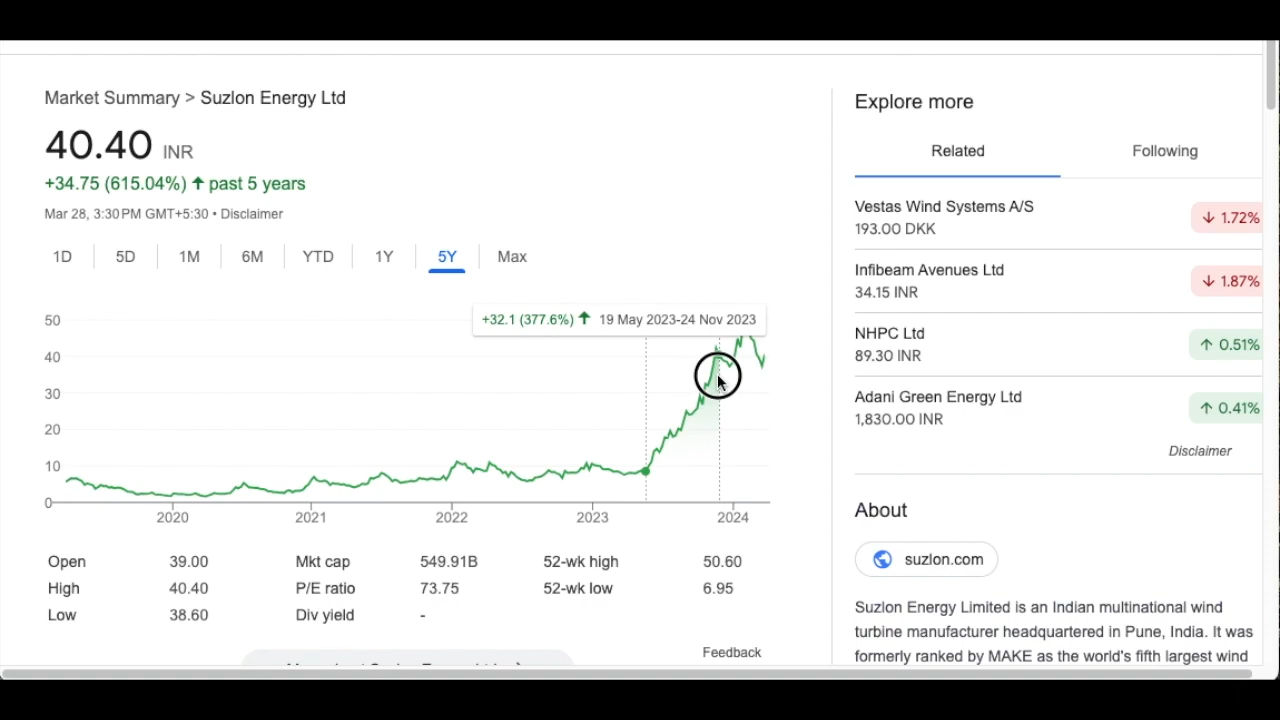 Market Summary > Suzlon Energy Ltd
40.40 INR
+34.75 (615.04%) ↑ past 5 years
Mar 28, 3:30 PM GMT+5:30 • Disclaimer
1D 5D 1M 6M YTD 1Y 5Y Max
+32.1 (377.6%) ↑ 19 May 2023-24 Nov 2023
50
40
30
20
10
0
2020 2021 2022 2023 2024
Open 39.00 Mkt cap 549.91B 52-wk high 50.60
High 40.40 P/E ratio 73.75 52-wk low 6.95
Low 38.60 Div yield -
Feedback
Explore more
Related Following
Vestas Wind Systems A/S
193.00 DKK ↓ 1.72%
Infibeam Avenues Ltd
34.15 INR ↓ 1.87%
NHPC Ltd
89.30 INR ↑ 0.51%
Adani Green Energy Ltd
1,830.00 INR ↑ 0.41%
Disclaimer
About
suzlon.com
Suzlon Energy Limited is an Indian multinational wind
turbine manufacturer headquartered in Pune, India. It was
formerly ranked by MAKE as the world's fifth largest wind